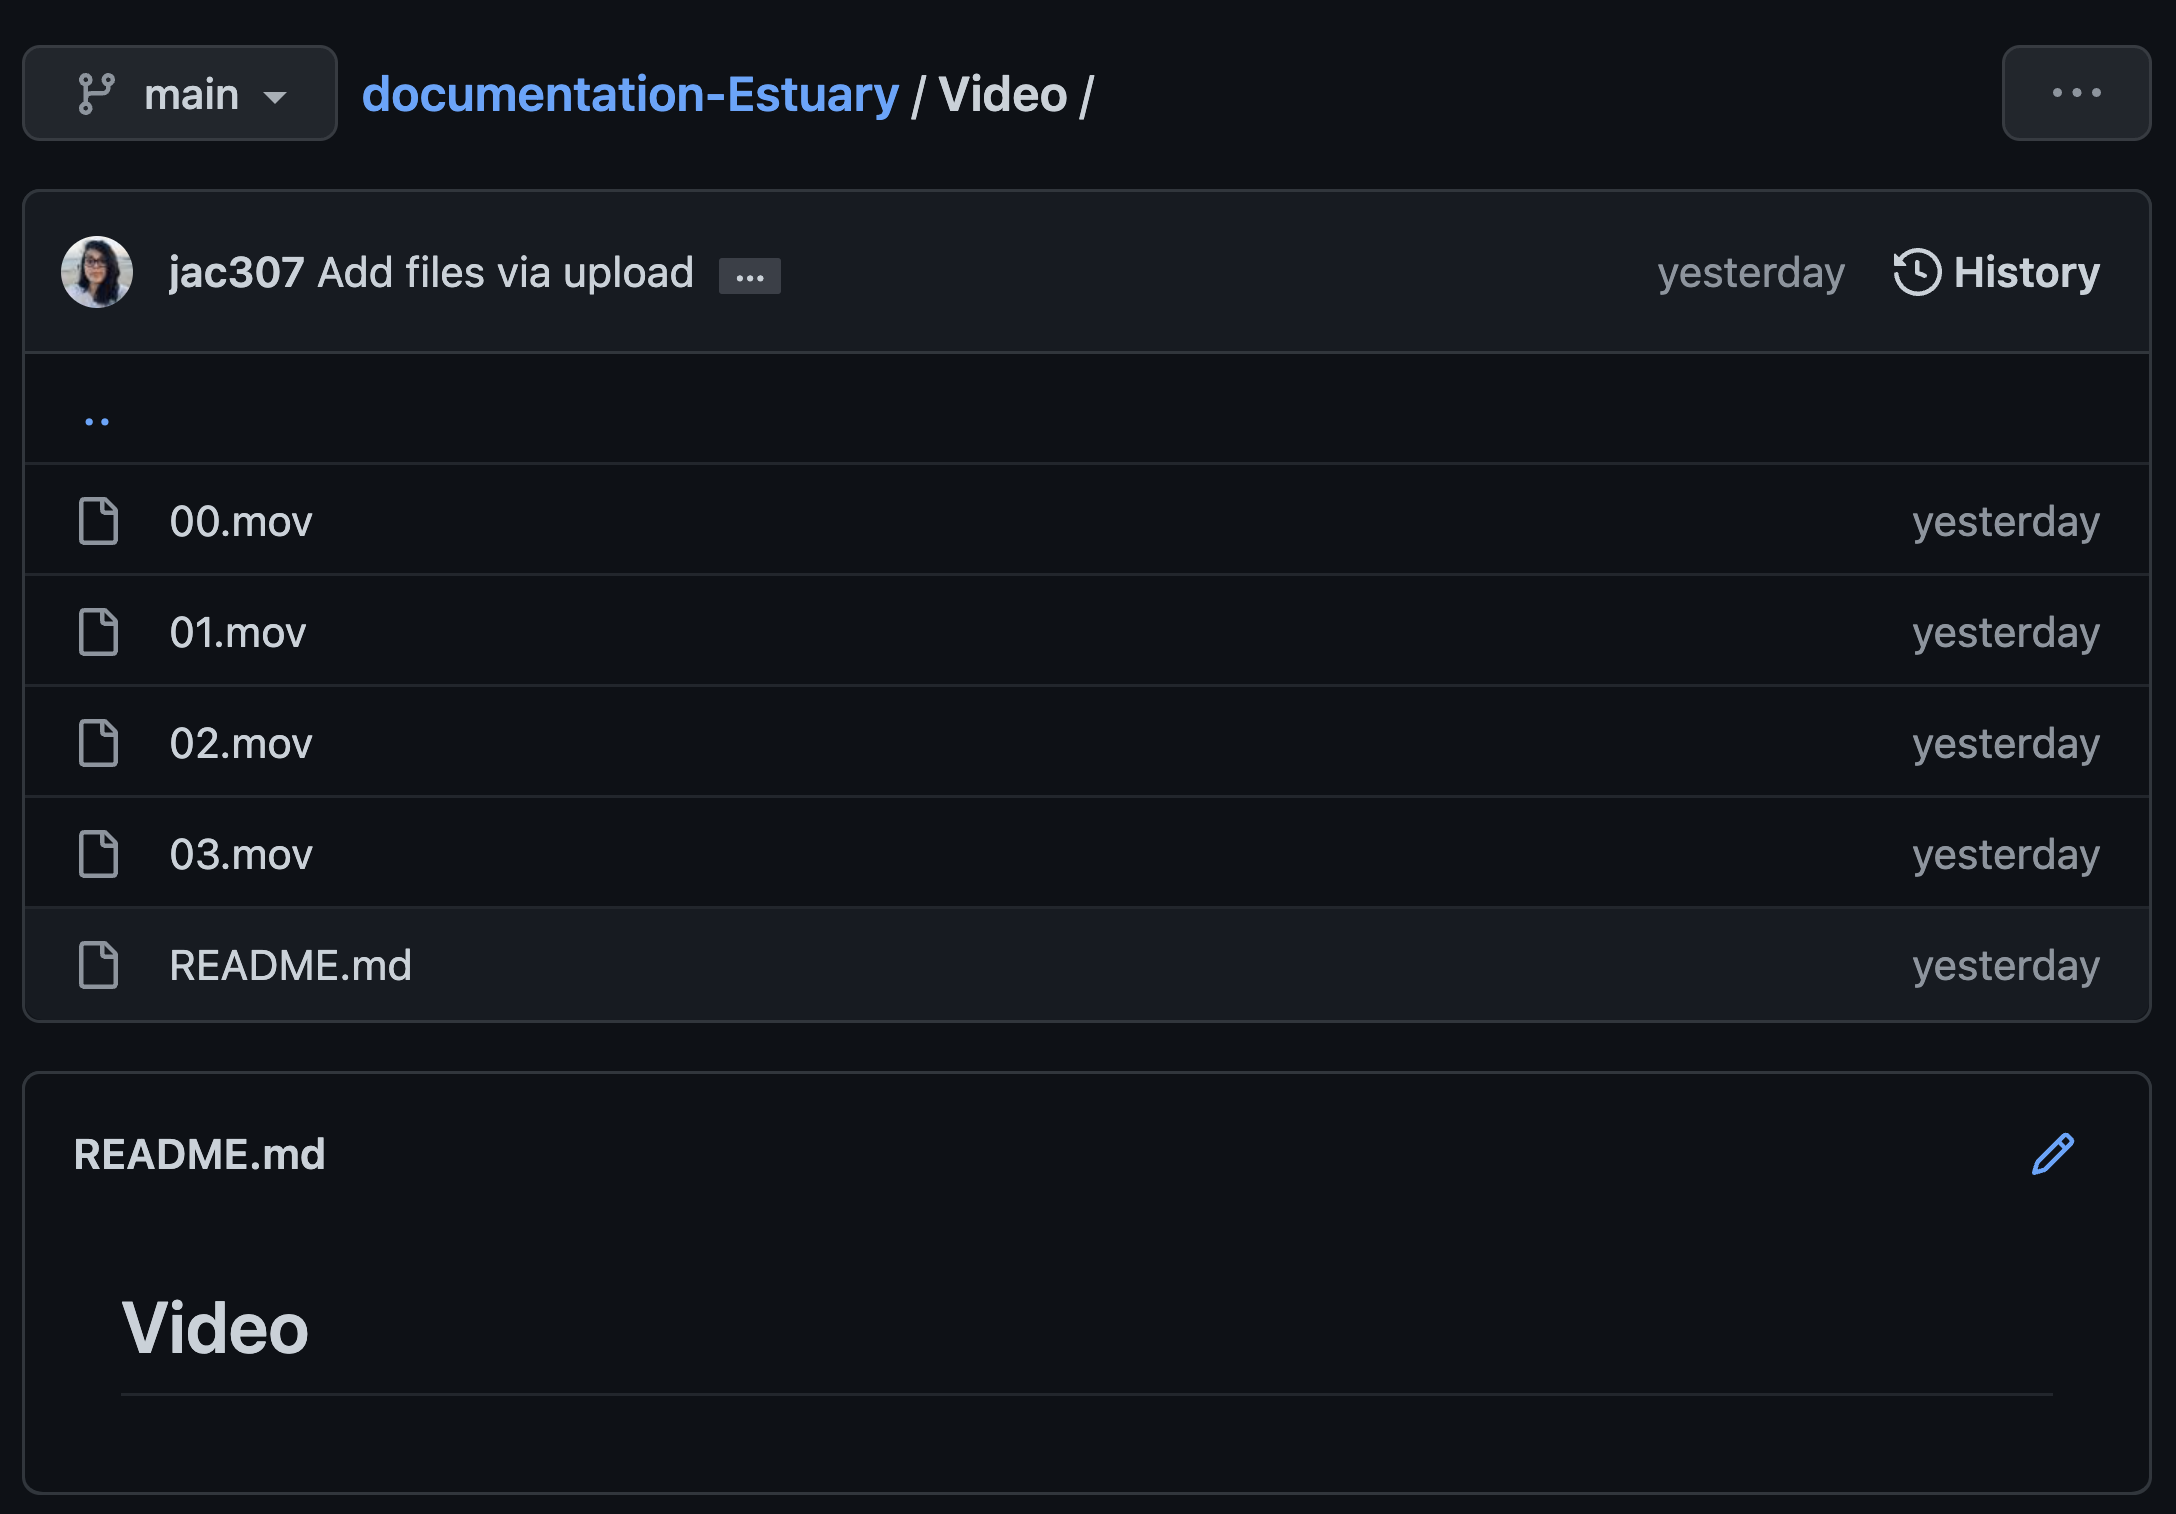 main documentation-Estuary / Video / ...
jac307 Add files via upload ... yesterday History
..
00.mov yesterday
01.mov yesterday
02.mov yesterday
03.mov yesterday
README.md yesterday
README.md
Video